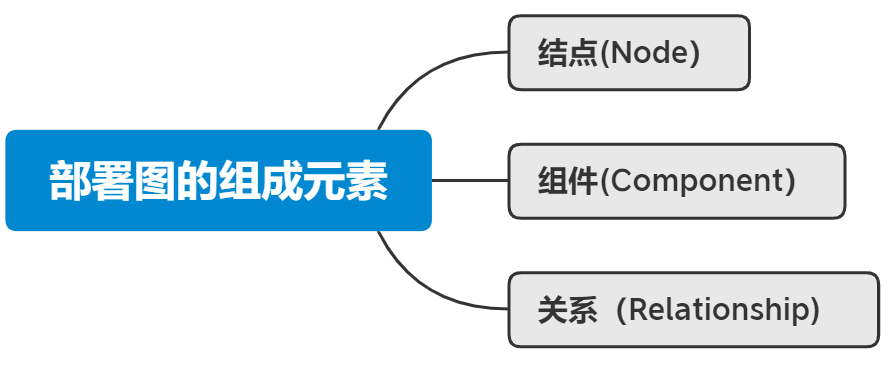 部署图的组成元素
结点(Node)
组件(Component)
关系（Relationship)